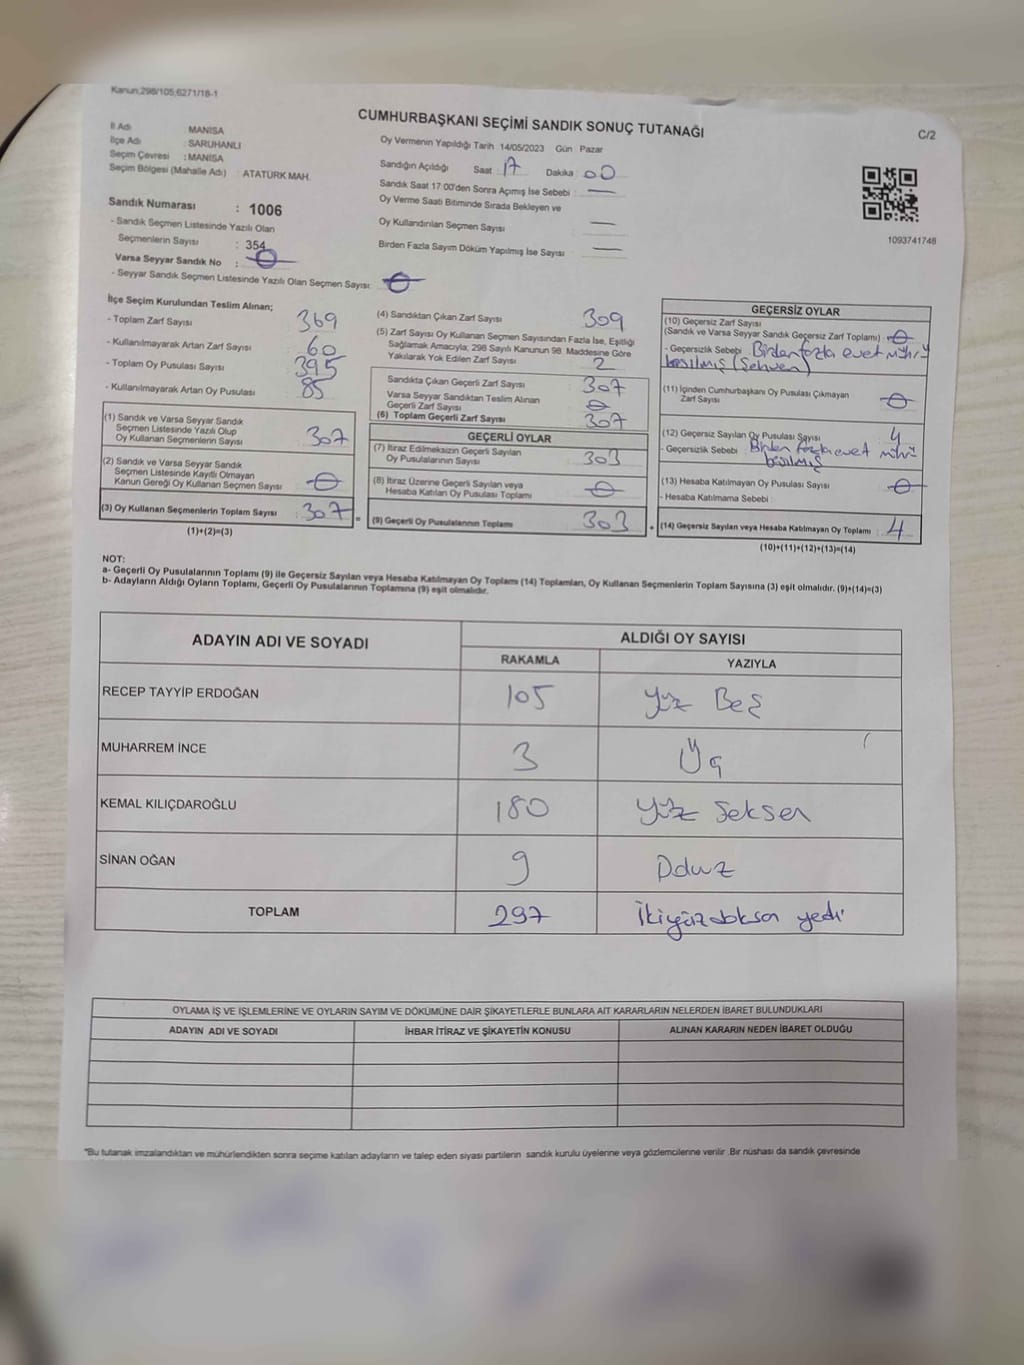 Kanun;298/105;6271/18-1
CUMHURBAŞKANI SEÇİMİ SANDIK SONUÇ TUTANAĞI
C/2
İl Adı : MANİSA
İlçe Adı : SARUHANLI
Seçim Çevresi : MANİSA
Seçim Bölgesi (Mahalle Adı) : ATATÜRK MAH.
Sandık Numarası : 1006
- Sandık Seçmen Listesinde Yazılı Olan
Seçmenlerin Sayısı : 354
Varsa Seyyar Sandık No : 0
- Seyyar Sandık Seçmen Listesinde Yazılı Olan Seçmen Sayısı: 0
Oy Vermenin Yapıldığı Tarih 14/05/2023 Gün Pazar
Sandığın Açıldığı Saat : 17 Dakika : 00
Sandık Saat 17:00'den Sonra Açımış İse Sebebi : —
Oy Verme Saati Bitiminde Sırada Bekleyen ve
Oy Kullandırılan Seçmen Sayısı —
Birden Fazla Sayım Döküm Yapılmış İse Sayısı : —
1093741748
İlçe Seçim Kurulundan Teslim Alınan;
- Toplam Zarf Sayısı 369
- Kullanılmayarak Artan Zarf Sayısı : 60
- Toplam Oy Pusulası Sayısı 395
- Kullanılmayarak Artan Oy Pusulası : 85
(1) Sandık ve Varsa Seyyar
Sandık
Seçmen Listesinde Yazılı Olup
Oy Kullanan Seçmenlerin Sayısı : 307
(2) Sandık ve Varsa Seyyar Sandık
Seçmen Listesinde Kayıtlı Olmayan
Kanun Gereği Oy Kullanan Seçmen Sayısı : 0
(3) Oy Kullanan Seçmenlerin Toplam Sayısı : 307 =
(1)+(2)=(3)
(4) Sandıktan Çıkan Zarf Sayısı 309
(5) Zarf Sayısı Oy Kullanan Seçmen Sayısından Fazla İse, Eşitliği
Sağlamak Amacıyla, 298 Sayılı Kanunun 98. Maddesine Göre
Yakılarak Yok Edilen Zarf Sayısı : 2
Sandıkta Çıkan Geçerli Zarf Sayısı : 307
Varsa Seyyar Sandıktan Teslim Alınan
Geçerli Zarf Sayısı : 0
(6) Toplam Geçerli Zarf Sayısı : 307
GEÇERLİ OYLAR
(7) İtiraz Edilmeksizin Geçerli Sayılan
Oy Pusulalarının Sayısı : 303
(8) İtiraz Üzerine Geçerli Sayılan veya
Hesaba Katılan Oy Pusulası Toplamı : 0
(9) Geçerli Oy Pusulalarının Toplamı : 303 +
GEÇERSİZ OYLAR
(10) Geçersiz Zarf Sayısı
(Sandık ve Varsa Seyyar Sandık Geçersiz Zarf Toplamı) : 0
- Geçersizlik Sebebi : Birden fazla evet mührü
basılmış (Sehven)
(11) İçinden Cumhurbaşkanı Oy Pusulası Çıkmayan
Zarf Sayısı : 0
(12) Geçersiz Sayılan Oy Pusulası Sayısı : 4
- Geçersizlik Sebebi : Birden fazla evet mührü
basılmış
(13) Hesaba Katılmayan Oy Pusulası Sayısı : 0
- Hesaba Katılmama Sebebi :
(14) Geçersiz Sayılan veya Hesaba Katılmayan Oy Toplamı : 4
(10)+(11)+(12)+(13)=(14)
NOT:
a- Geçerli Oy Pusulalarının Toplamı (9) ile Geçersiz Sayılan veya Hesaba Katılmayan Oy Toplamı (14) Toplamları, Oy Kullanan Seçmenlerin Toplam Sayısına (3) eşit olmalıdır. (9)+(14)=(3)
b- Adayların Aldığı Oyların Toplamı, Geçerli Oy Pusulalarının Toplamına (9) eşit olmalıdır.
ADAYIN ADI VE SOYADI
ALDIĞI OY SAYISI
RAKAMLA YAZIYLA
RECEP TAYYİP ERDOĞAN 105 Yüz Beş
MUHARREM İNCE 3 Üç
KEMAL KILIÇDAROĞLU 180 Yüz Seksen
SİNAN OĞAN 9 Dokuz
TOPLAM 297 İkiyüzdoksan yedi
OYLAMA İŞ VE İŞLEMLERİNE VE OYLARIN SAYIM VE DÖKÜMÜNE DAİR ŞİKAYETLERLE BUNLARA AİT KARARLARIN NELERDEN İBARET BULUNDUKLARI
ADAYIN ADI VE SOYADI İHBAR İTİRAZ VE ŞİKAYETİN KONUSU ALINAN KARARIN NEDEN İBARET OLDUĞU
*Bu tutanak imzalandıktan ve mühürlendikten sonra seçime katılan adayların ve talep eden siyasi partilerin sandık kurulu üyelerine veya gözlemcilerine verilir .Bir nüshası da sandık çevresinde